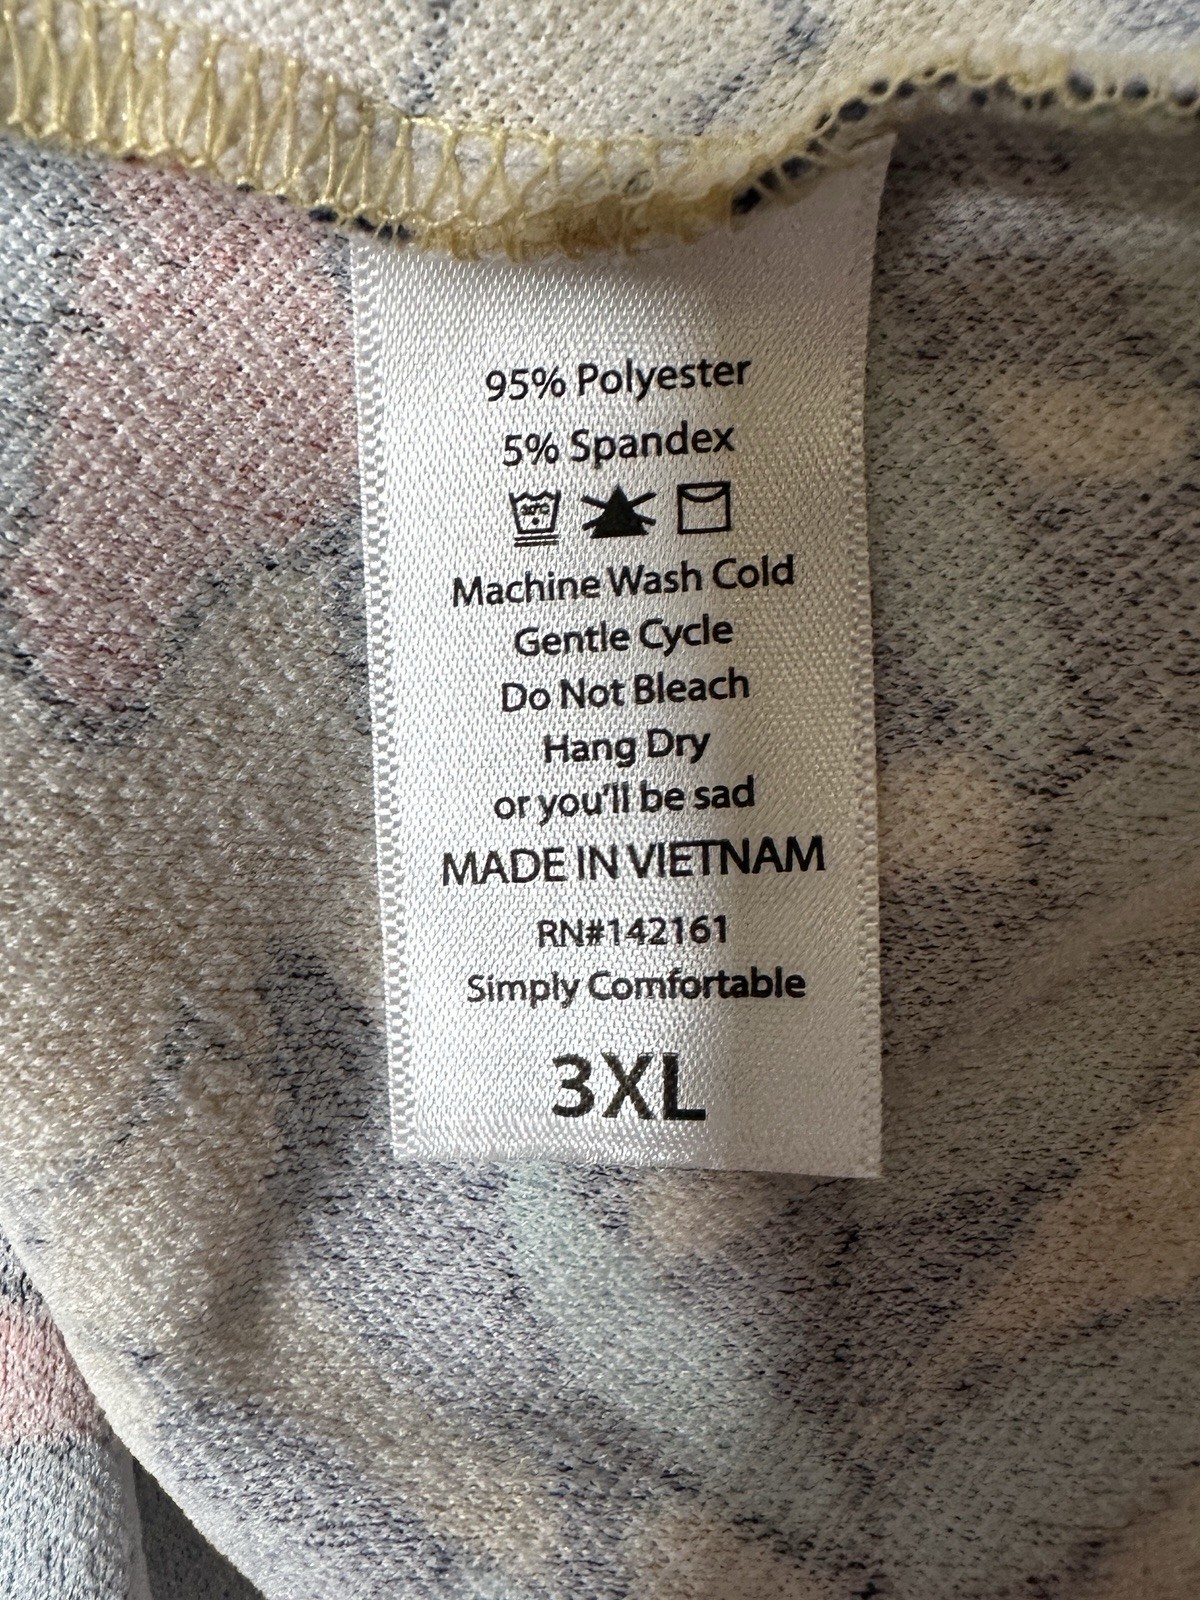 95% Polyester
5% Spandex
30°C
Machine Wash Cold
Gentle Cycle
Do Not Bleach
Hang Dry
or you'll be sad
MADE IN VIETNAM
RN#142161
Simply Comfortable
3XL